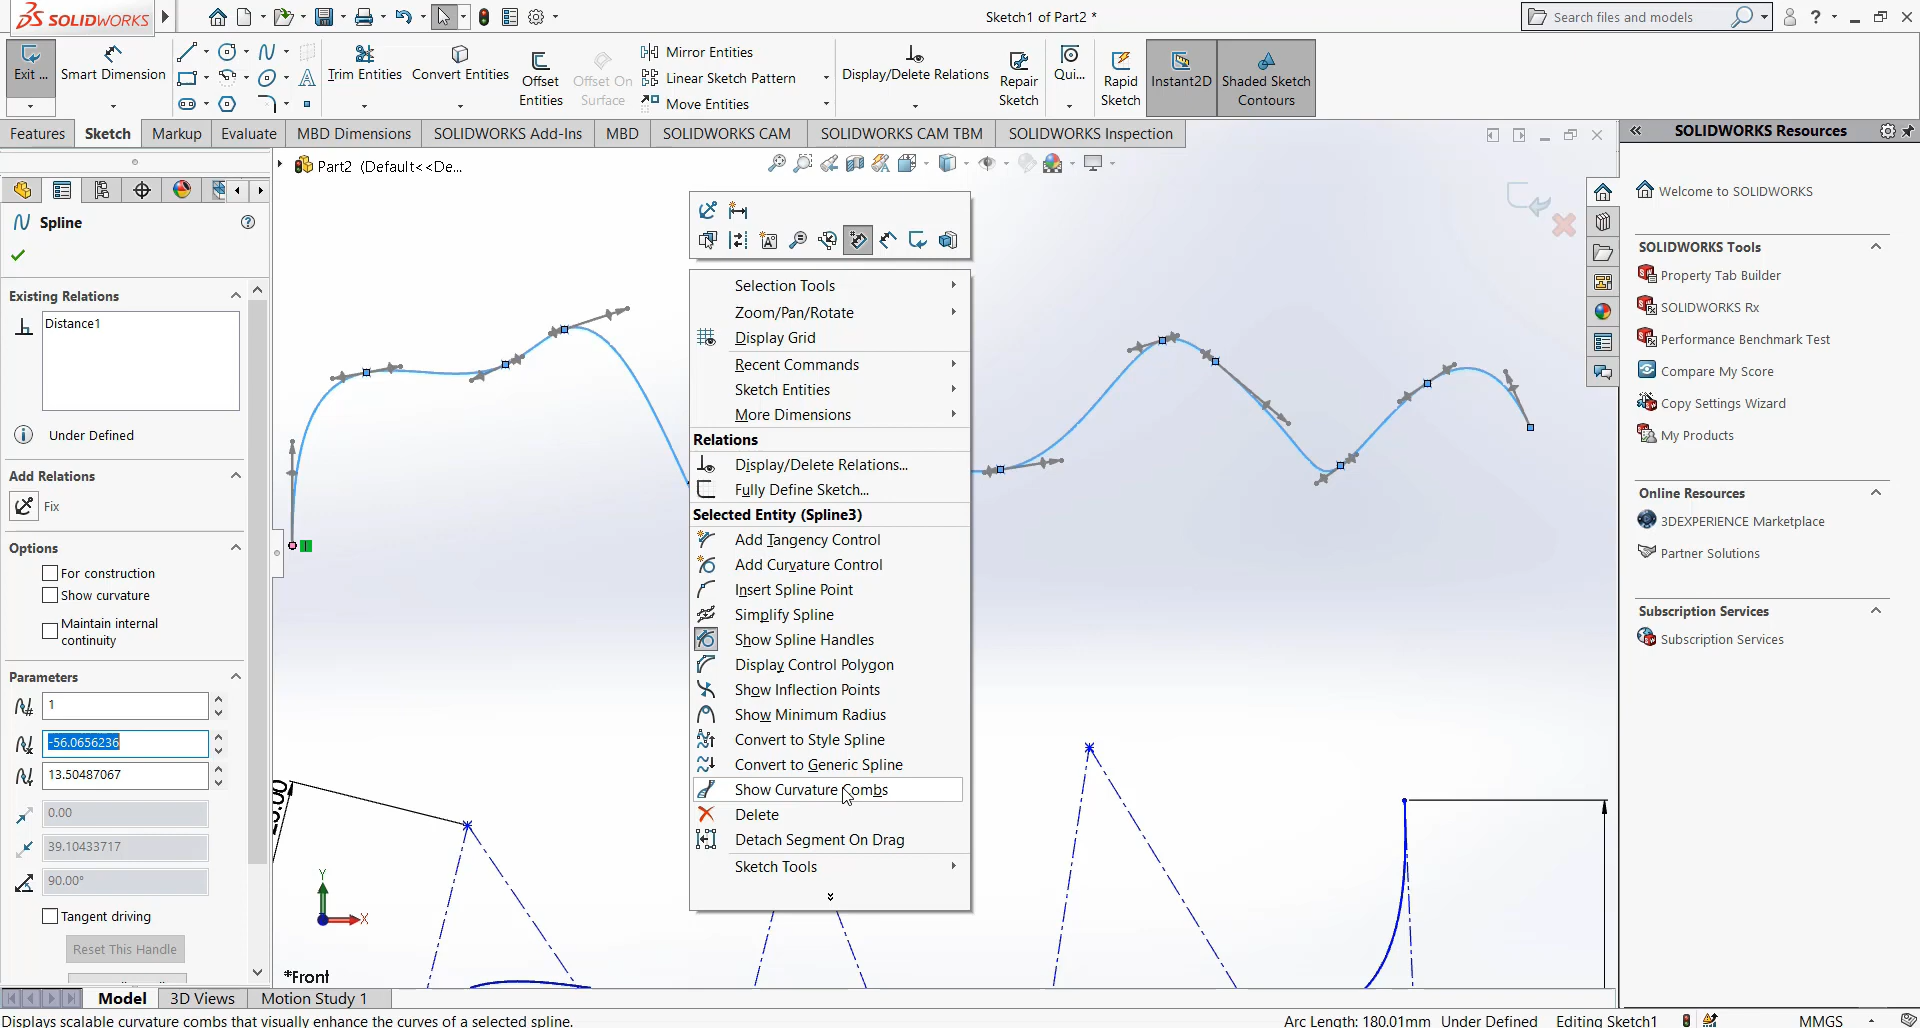 SOLIDWORKS
Sketch1 of Part2 *
Search files and models
Exit ...
Smart Dimension
Trim Entities
Convert Entities
Offset Entities
Offset On Surface
Mirror Entities
Linear Sketch Pattern
Move Entities
Display/Delete Relations
Repair Sketch
Qui...
Rapid Sketch
Instant2D
Shaded Sketch Contours
Features
Sketch
Markup
Evaluate
MBD Dimensions
SOLIDWORKS Add-Ins
MBD
SOLIDWORKS CAM
SOLIDWORKS CAM TBM
SOLIDWORKS Inspection
Part2 (Default<<De...
Spline
Existing Relations
Distance1
Under Defined
Add Relations
Fix
Options
For construction
Show curvature
Maintain internal
continuity
Parameters
1
-56.0656236
13.50487067
0.00
39.10433717
90.00°
Tangent driving
Reset This Handle
Selection Tools
Zoom/Pan/Rotate
Display Grid
Recent Commands
Sketch Entities
More Dimensions
Relations
Display/Delete Relations...
Fully Define Sketch...
Selected Entity (Spline3)
Add Tangency Control
Add Curvature Control
Insert Spline Point
Simplify Spline
Show Spline Handles
Display Control Polygon
Show Inflection Points
Show Minimum Radius
Convert to Style Spline
Convert to Generic Spline
Show Curvature Combs
Delete
Detach Segment On Drag
Sketch Tools
Y
X
*Front
SOLIDWORKS Resources
Welcome to SOLIDWORKS
SOLIDWORKS Tools
Property Tab Builder
SOLIDWORKS Rx
Performance Benchmark Test
Compare My Score
Copy Settings Wizard
My Products
Online Resources
3DEXPERIENCE Marketplace
Partner Solutions
Subscription Services
Subscription Services
Model
3D Views
Motion Study 1
Displays scalable curvature combs that visually enhance the curves of a selected spline.
Arc Length: 180.01mm
Under Defined
Editing Sketch1
MMGS